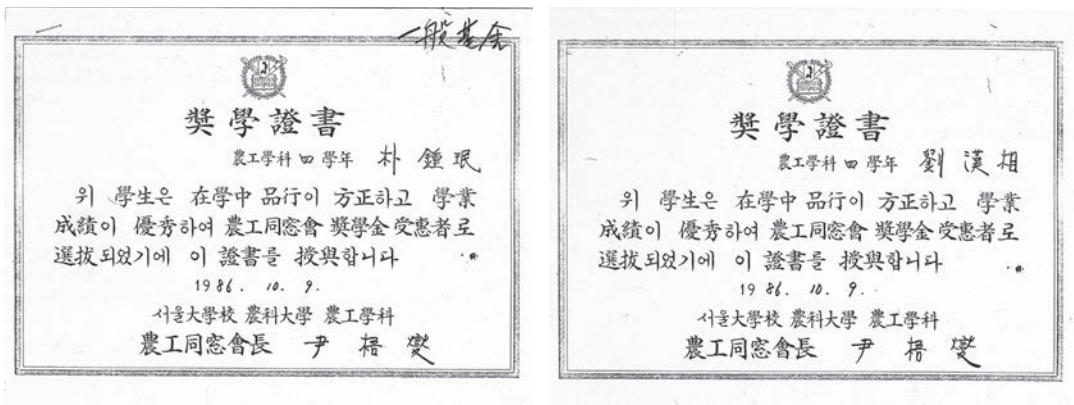 一般基金
奬學證書
農工學科 四 學年 朴 鍾 珉
위 學生은 在學中 品行이 方正하고 學業
成績이 優秀하여 農工同窓會 奬學金 受惠者로
選拔되었기에 이 證書를 授與합니다
1986. 10. 9.
서울大學校 農科大學 農工學科
農工同窓會長 尹
奬學證書
農工學科 四 學年 劉 漢 相
위 學生은 在學中 品行이 方正하고 學業
成績이 優秀하여 農工同窓會 奬學金 受惠者로
選拔되었기에 이 證書를 授與합니다
1986. 10. 9.
서울大學校 農科大學 農工學科
農工同窓會長 尹